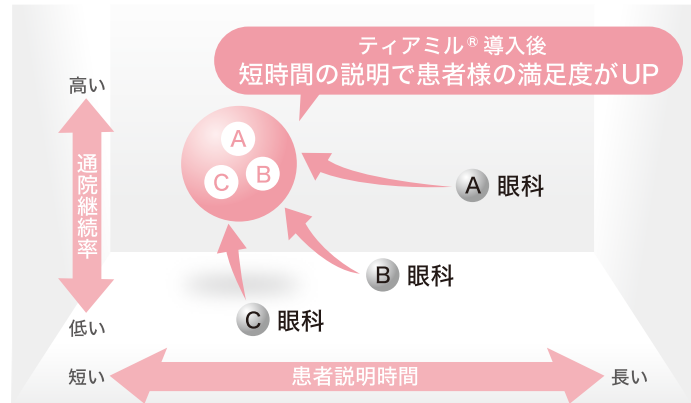 ティアミル® 導入後
短時間の説明で患者様の満足度がUP
高い
通院継続率
低い
A
B
C
A 眼科
B 眼科
C 眼科
短い
患者説明時間
長い